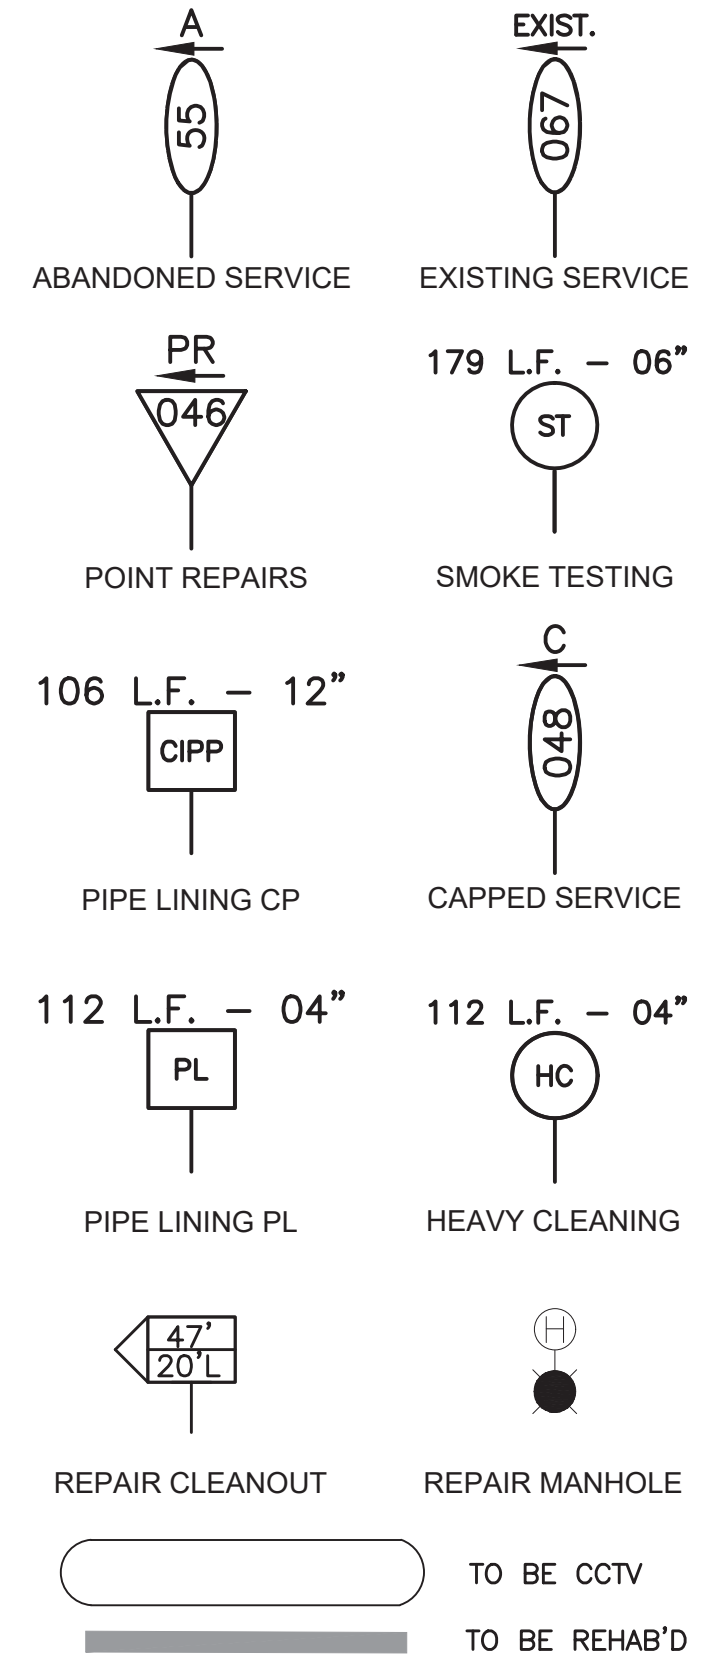 A
55
ABANDONED SERVICE
EXIST.
067
EXISTING SERVICE
PR
046
POINT REPAIRS
179 L.F. - 06"
ST
SMOKE TESTING
106 L.F. - 12"
CIPP
PIPE LINING CP
C
048
CAPPED SERVICE
112 L.F. - 04"
PL
PIPE LINING PL
112 L.F. - 04"
HC
HEAVY CLEANING
47'
20'L
REPAIR CLEANOUT
H
REPAIR MANHOLE
TO BE CCTV
TO BE REHAB'D